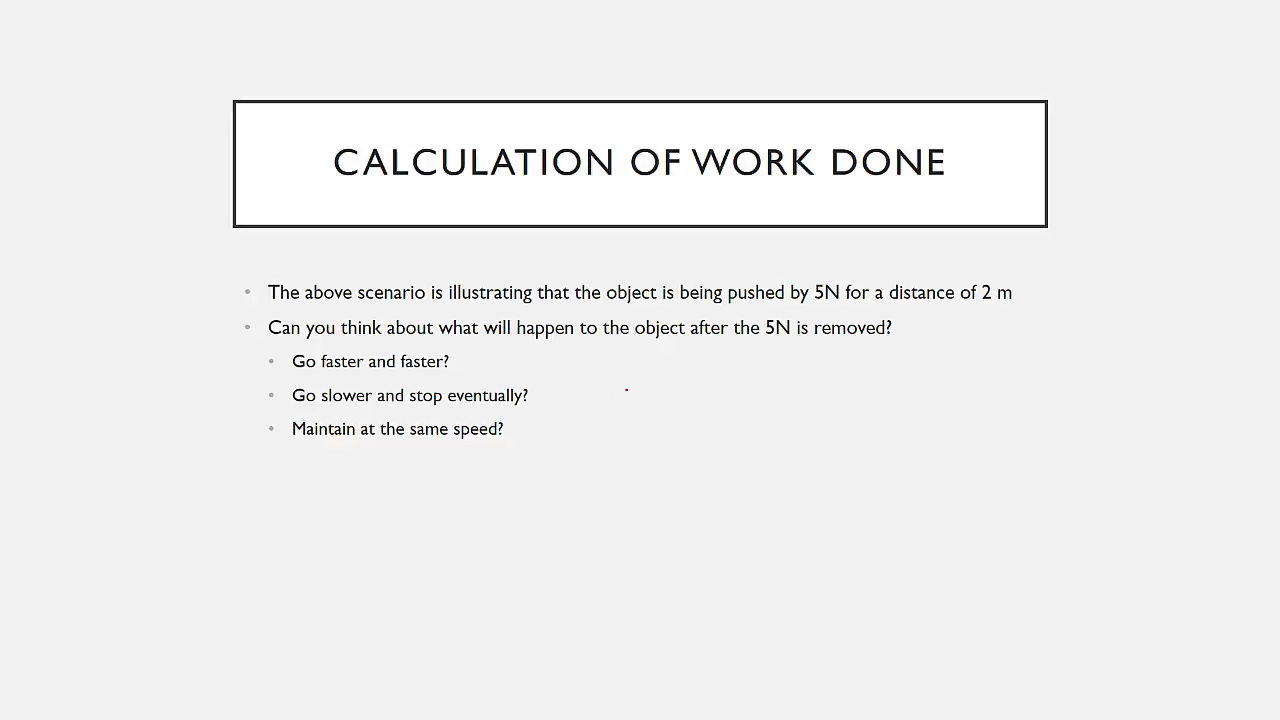 CALCULATION OF WORK DONE
The above scenario is illustrating that the object is being pushed by 5N for a distance of 2 m
Can you think about what will happen to the object after the 5N is removed?
Go faster and faster?
Go slower and stop eventually?
Maintain at the same speed?